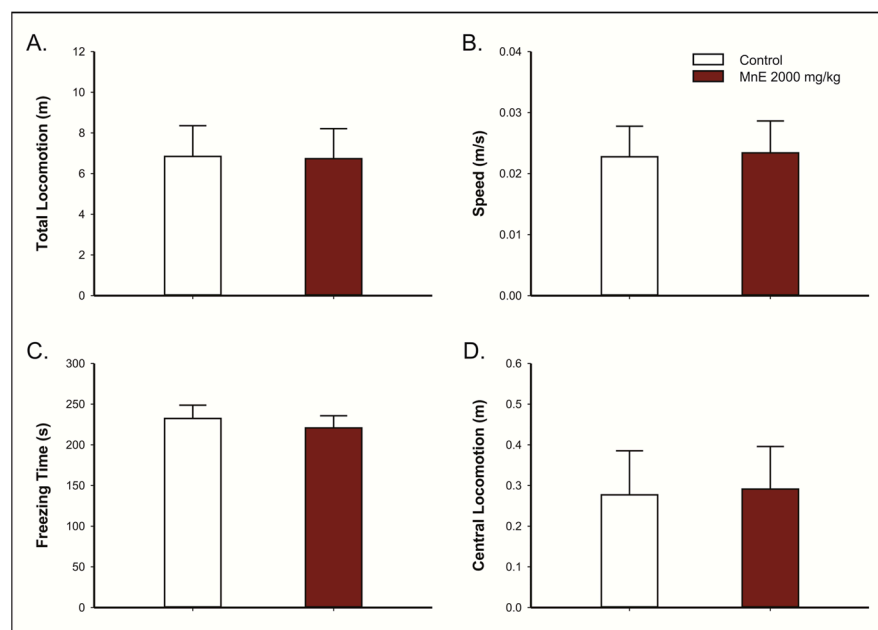 A.
12
10
8
6
4
2
0
Total Locomotion (m)
B.
0.04
0.03
0.02
0.01
0.00
Speed (m/s)
Control
MnE 2000 mg/kg
C.
300
250
200
150
100
50
0
Freezing Time (s)
D.
0.6
0.5
0.4
0.3
0.2
0.1
0.0
Central Locomotion (m)